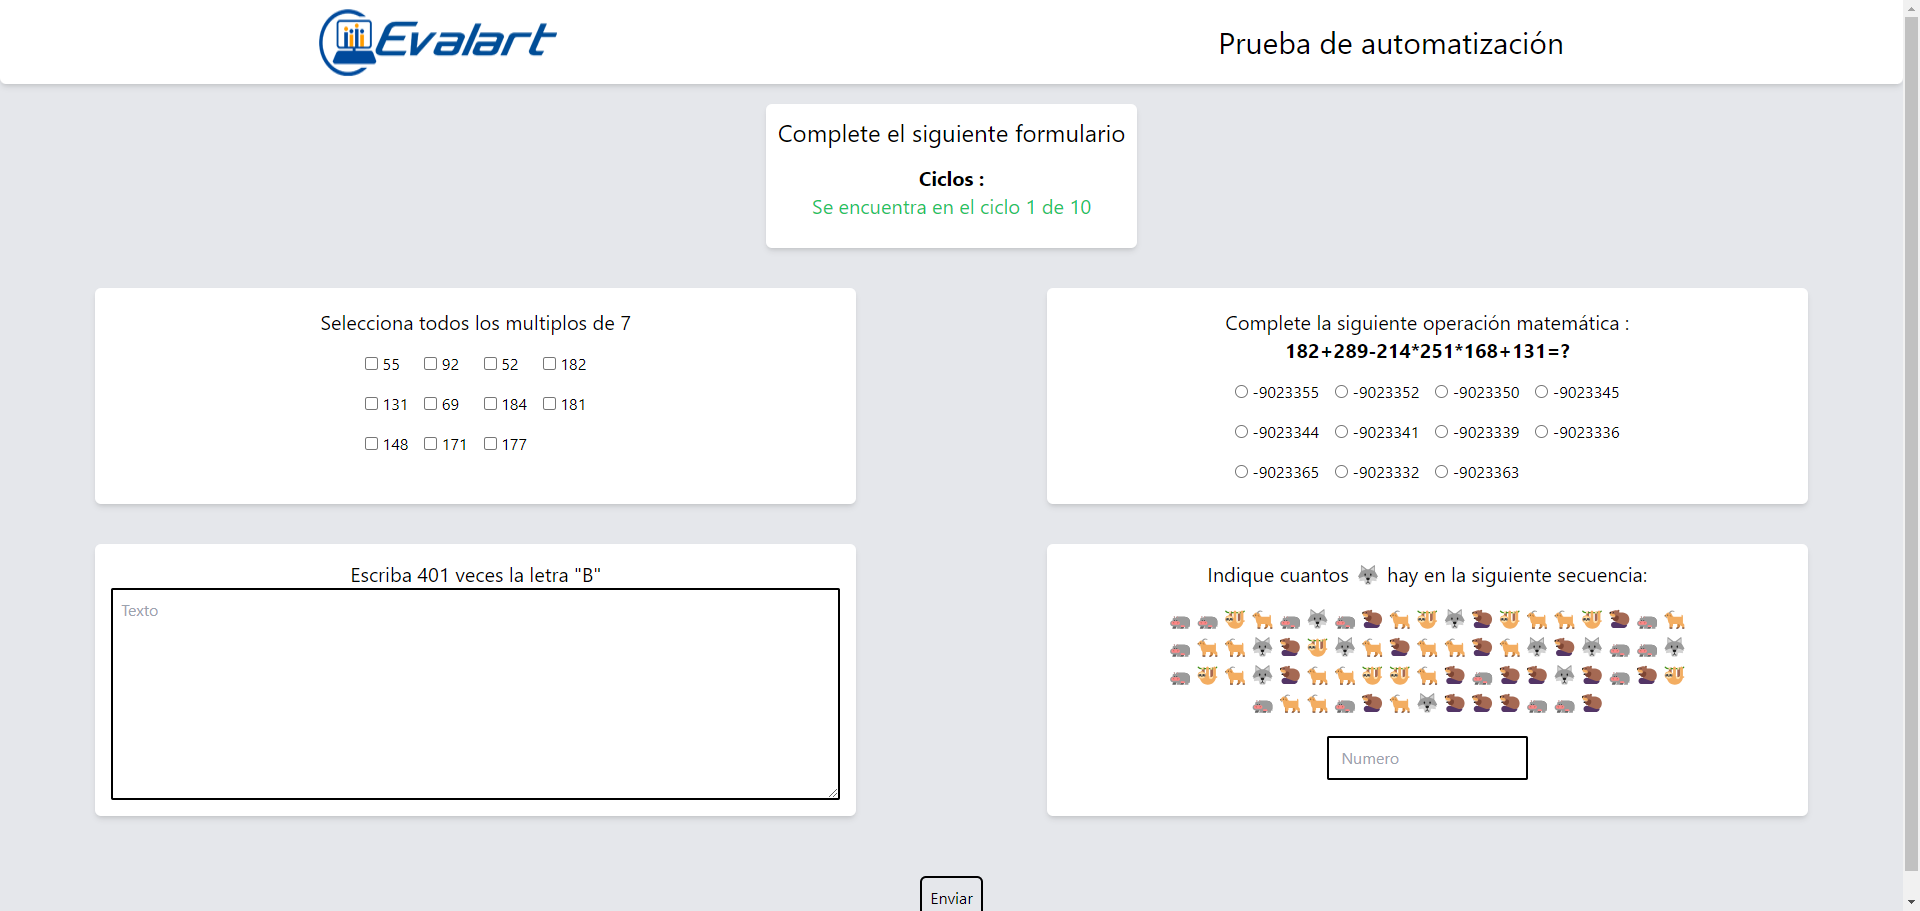 Evalart
Prueba de automatización
Complete el siguiente formulario
Ciclos :
Se encuentra en el ciclo 1 de 10
Selecciona todos los multiplos de 7
55 92 52 182
131 69 184 181
148 171 177
Complete la siguiente operación matemática :
182+289-214*251*168+131=?
-9023355 -9023352 -9023350 -9023345
-9023344 -9023341 -9023339 -9023336
-9023365 -9023332 -9023363
Escriba 401 veces la letra "B"
Texto
Indique cuantos 🐺 hay en la siguiente secuencia:
Numero
Enviar